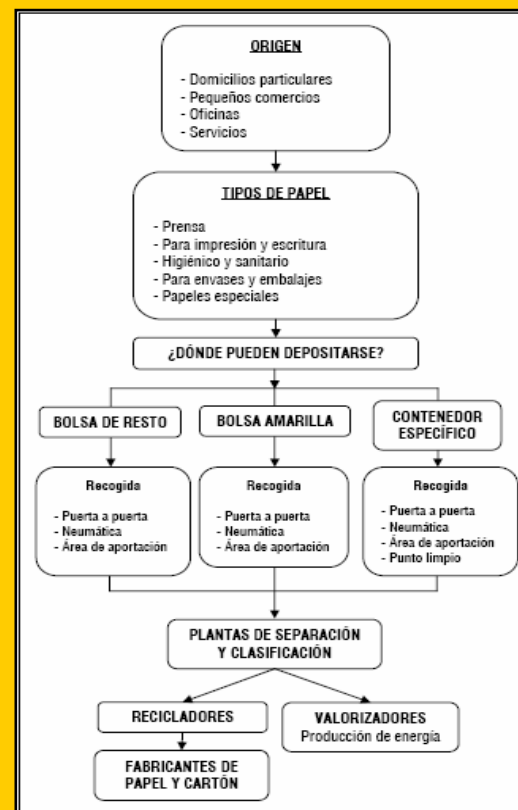 ORIGEN
- Domicilios particulares
- Pequeños comercios
- Oficinas
- Servicios
TIPOS DE PAPEL
- Prensa
- Para impresión y escritura
- Higiénico y sanitario
- Para envases y embalajes
- Papeles especiales
¿DÓNDE PUEDEN DEPOSITARSE?
BOLSA DE RESTO
BOLSA AMARILLA
CONTENEDOR
ESPECÍFICO
Recogida
- Puerta a puerta
- Neumática
- Área de aportación
Recogida
- Puerta a puerta
- Neumática
- Área de aportación
Recogida
- Puerta a puerta
- Neumática
- Área de aportación
- Punto limpio
PLANTAS DE SEPARACIÓN
Y CLASIFICACIÓN
RECICLADORES
VALORIZADORES
Producción de energía
FABRICANTES DE
PAPEL Y CARTÓN